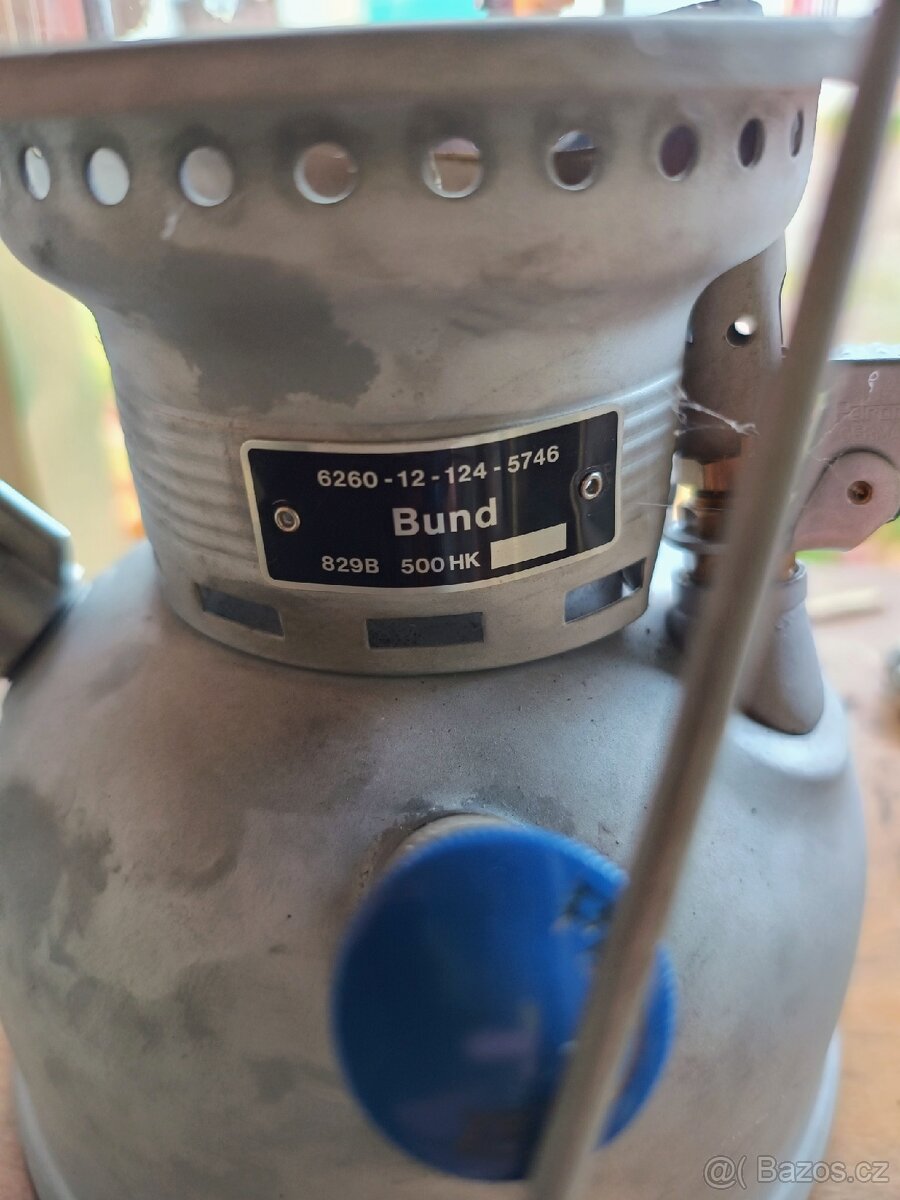 6260-12-124-5746
Bund
829B 500HK
@( Bazos.cz